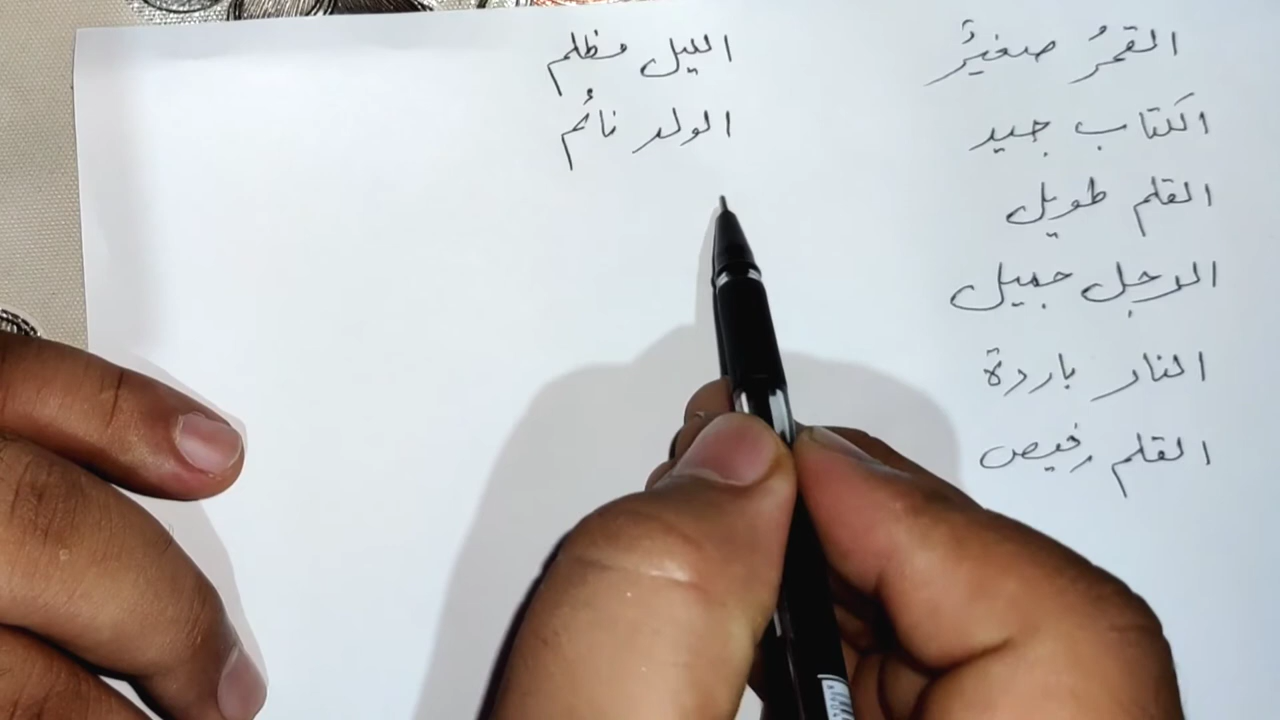 القمرُ صغيرٌ
الكتاب جيد
القلم طويل
الرجل جميل
النار باردة
القلم رخيص
الليل مظلم
الولد نائم